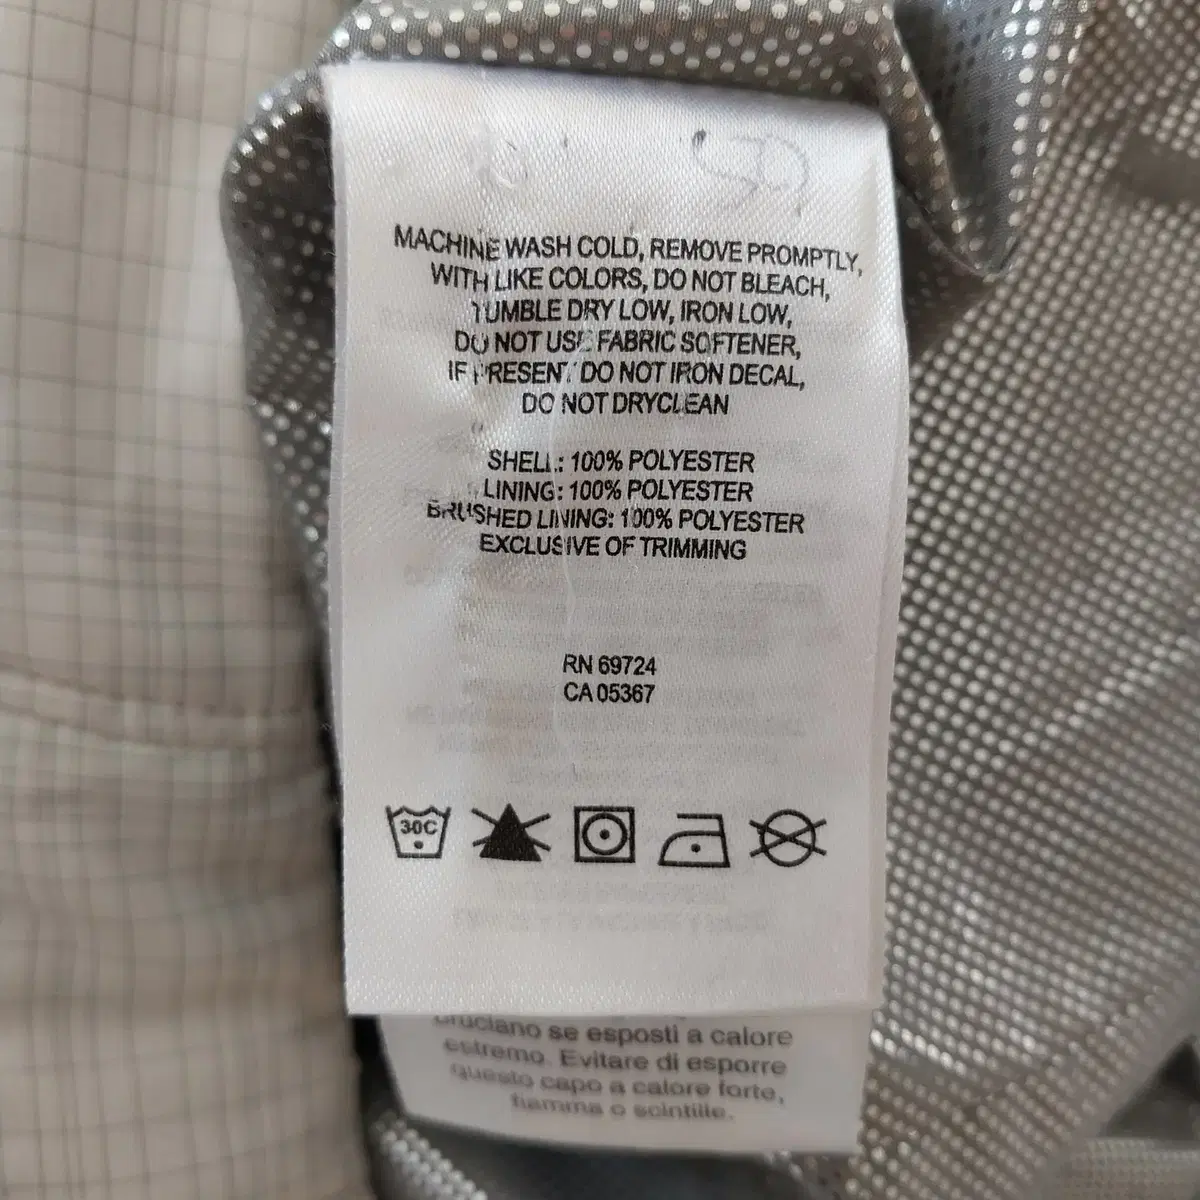 MACHINE WASH COLD, REMOVE PROMPTLY,
WITH LIKE COLORS, DO NOT BLEACH,
TUMBLE DRY LOW, IRON LOW,
DO NOT USE FABRIC SOFTENER,
IF PRESENT DO NOT IRON DECAL,
DO NOT DRYCLEAN
SHELL: 100% POLYESTER
LINING: 100% POLYESTER
BRUSHED LINING: 100% POLYESTER
EXCLUSIVE OF TRIMMING
RN 69724
CA 05367
30C
bruciano se esposti a calore
estremo. Evitare di esporre
questo capo a calore forte,
fiamma o scintille.